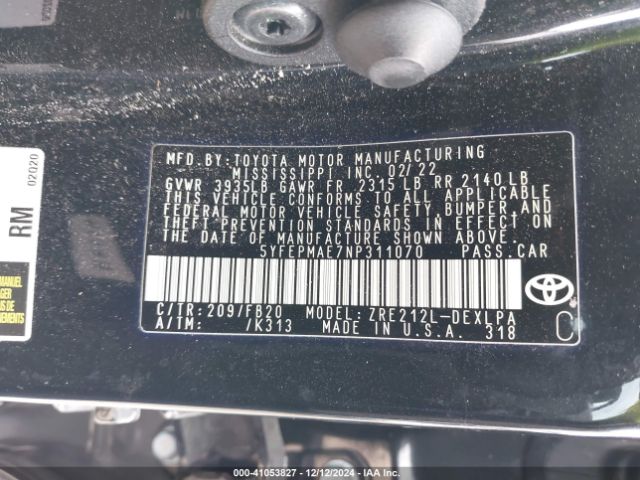 MFD.BY:TOYOTA MOTOR MANUFACTURING
MISSISSIPPI INC. 02/22
GVWR 3935LB GAWR FR 2315 LB RR 2140 LB
THIS VEHICLE CONFORMS TO ALL APPLICABLE
FEDERAL MOTOR VEHICLE SAFETY, BUMPER AND
THEFT PREVENTION STANDARDS IN EFFECT ON
THE DATE OF MANUFACTURE SHOWN ABOVE.
5YFEPMAE7NP311070 PASS.CAR
C/TR:209/FB20 MODEL:ZRE212L-DEXLPA
A/TM: /K313 MADE IN U.S.A. 318
C
02020
RM
000-41053827 - 12/12/2024 - IAA Inc.